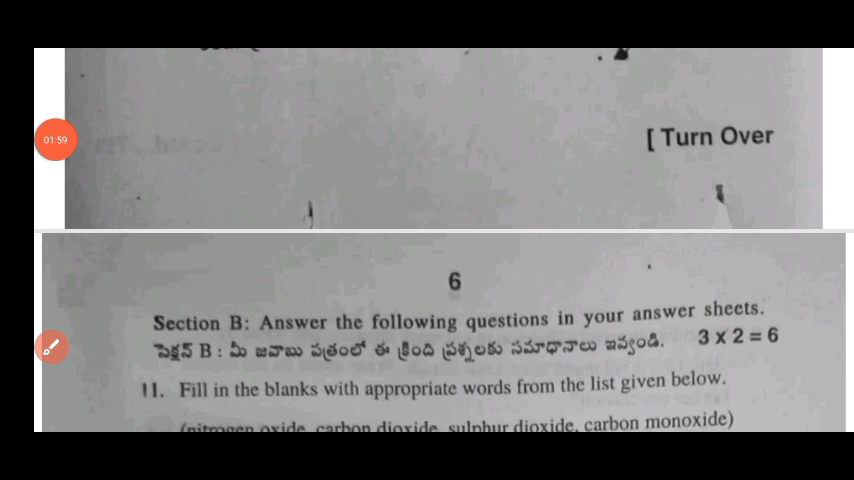 01:59
[ Turn Over
6
Section B: Answer the following questions in your answer sheets.
సెక్షన్ B : మీ జవాబు పత్రంలో ఈ క్రింది ప్రశ్నలకు సమాధానాలు ఇవ్వండి. 3 x 2 = 6
11. Fill in the blanks with appropriate words from the list given below.
(nitrogen oxide, carbon dioxide, sulphur dioxide, carbon monoxide)